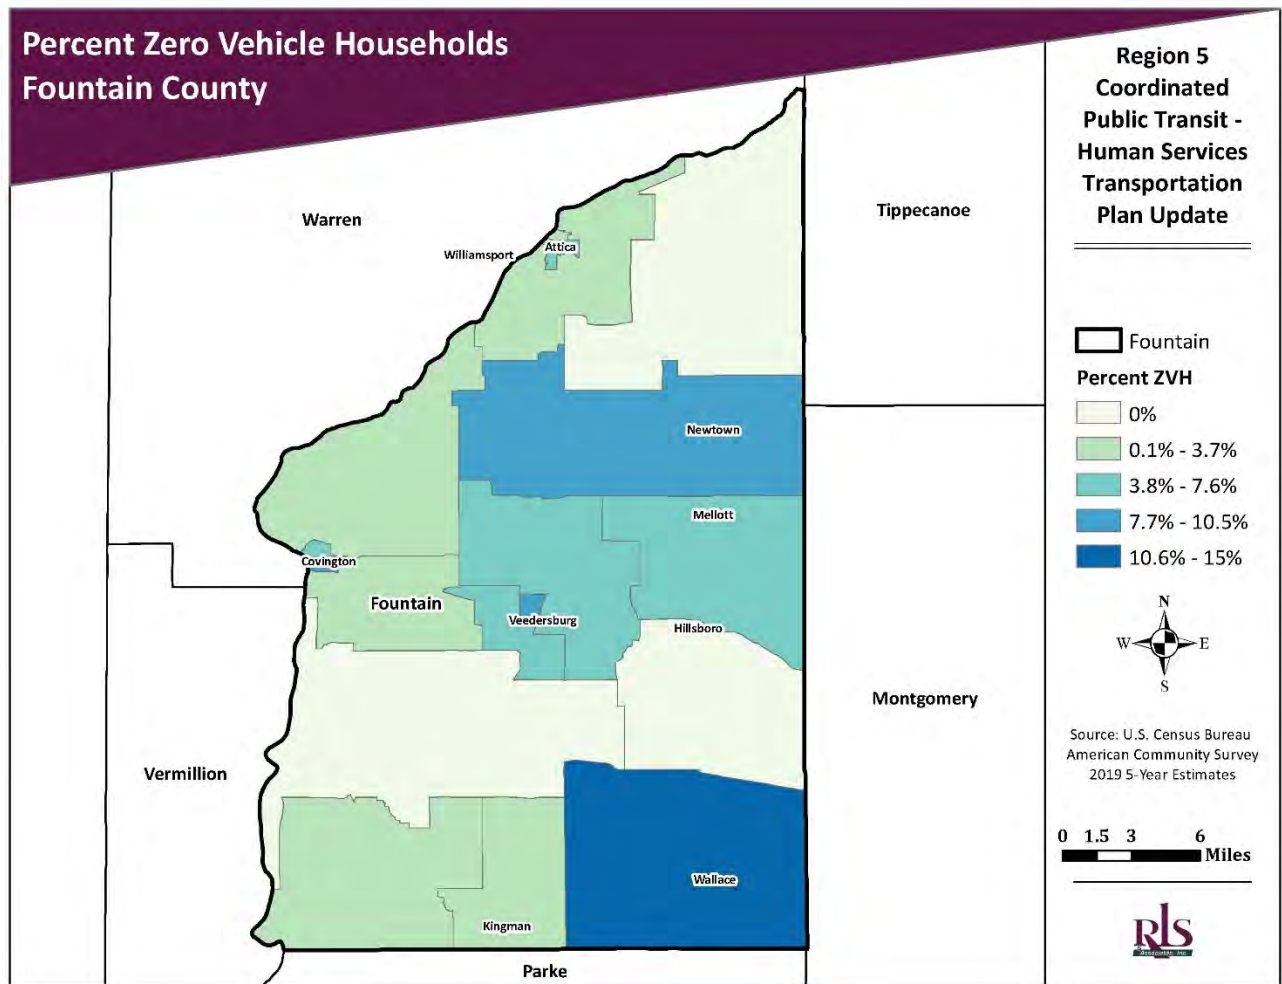 Percent Zero Vehicle Households
Fountain County
Region 5
Coordinated
Public Transit -
Human Services
Transportation
Plan Update
Warren
Tippecanoe
Williamsport
Attica
Fountain
Percent ZVH
0%
0.1% - 3.7%
3.8% - 7.6%
7.7% - 10.5%
10.6% - 15%
Newtown
Mellott
Covington
Fountain
Veedersburg
Hillsboro
N
W
E
S
Montgomery
Vermillion
Source: U.S. Census Bureau
American Community Survey
2019 5-Year Estimates
0 1.5 3 6
Miles
Wallace
Kingman
Parke
RLS
& Associates, Inc.